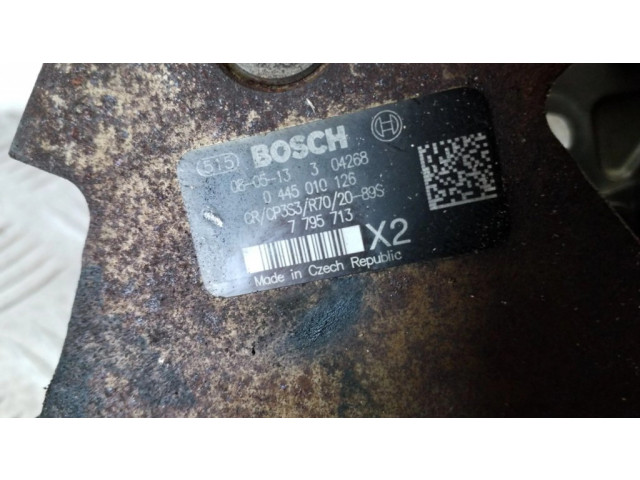 515 BOSCH
08-05-13 3 04268
0 445 010 126
CR/CP3S3/R70/20-89S
7 795 713
X2
Made in Czech Republic